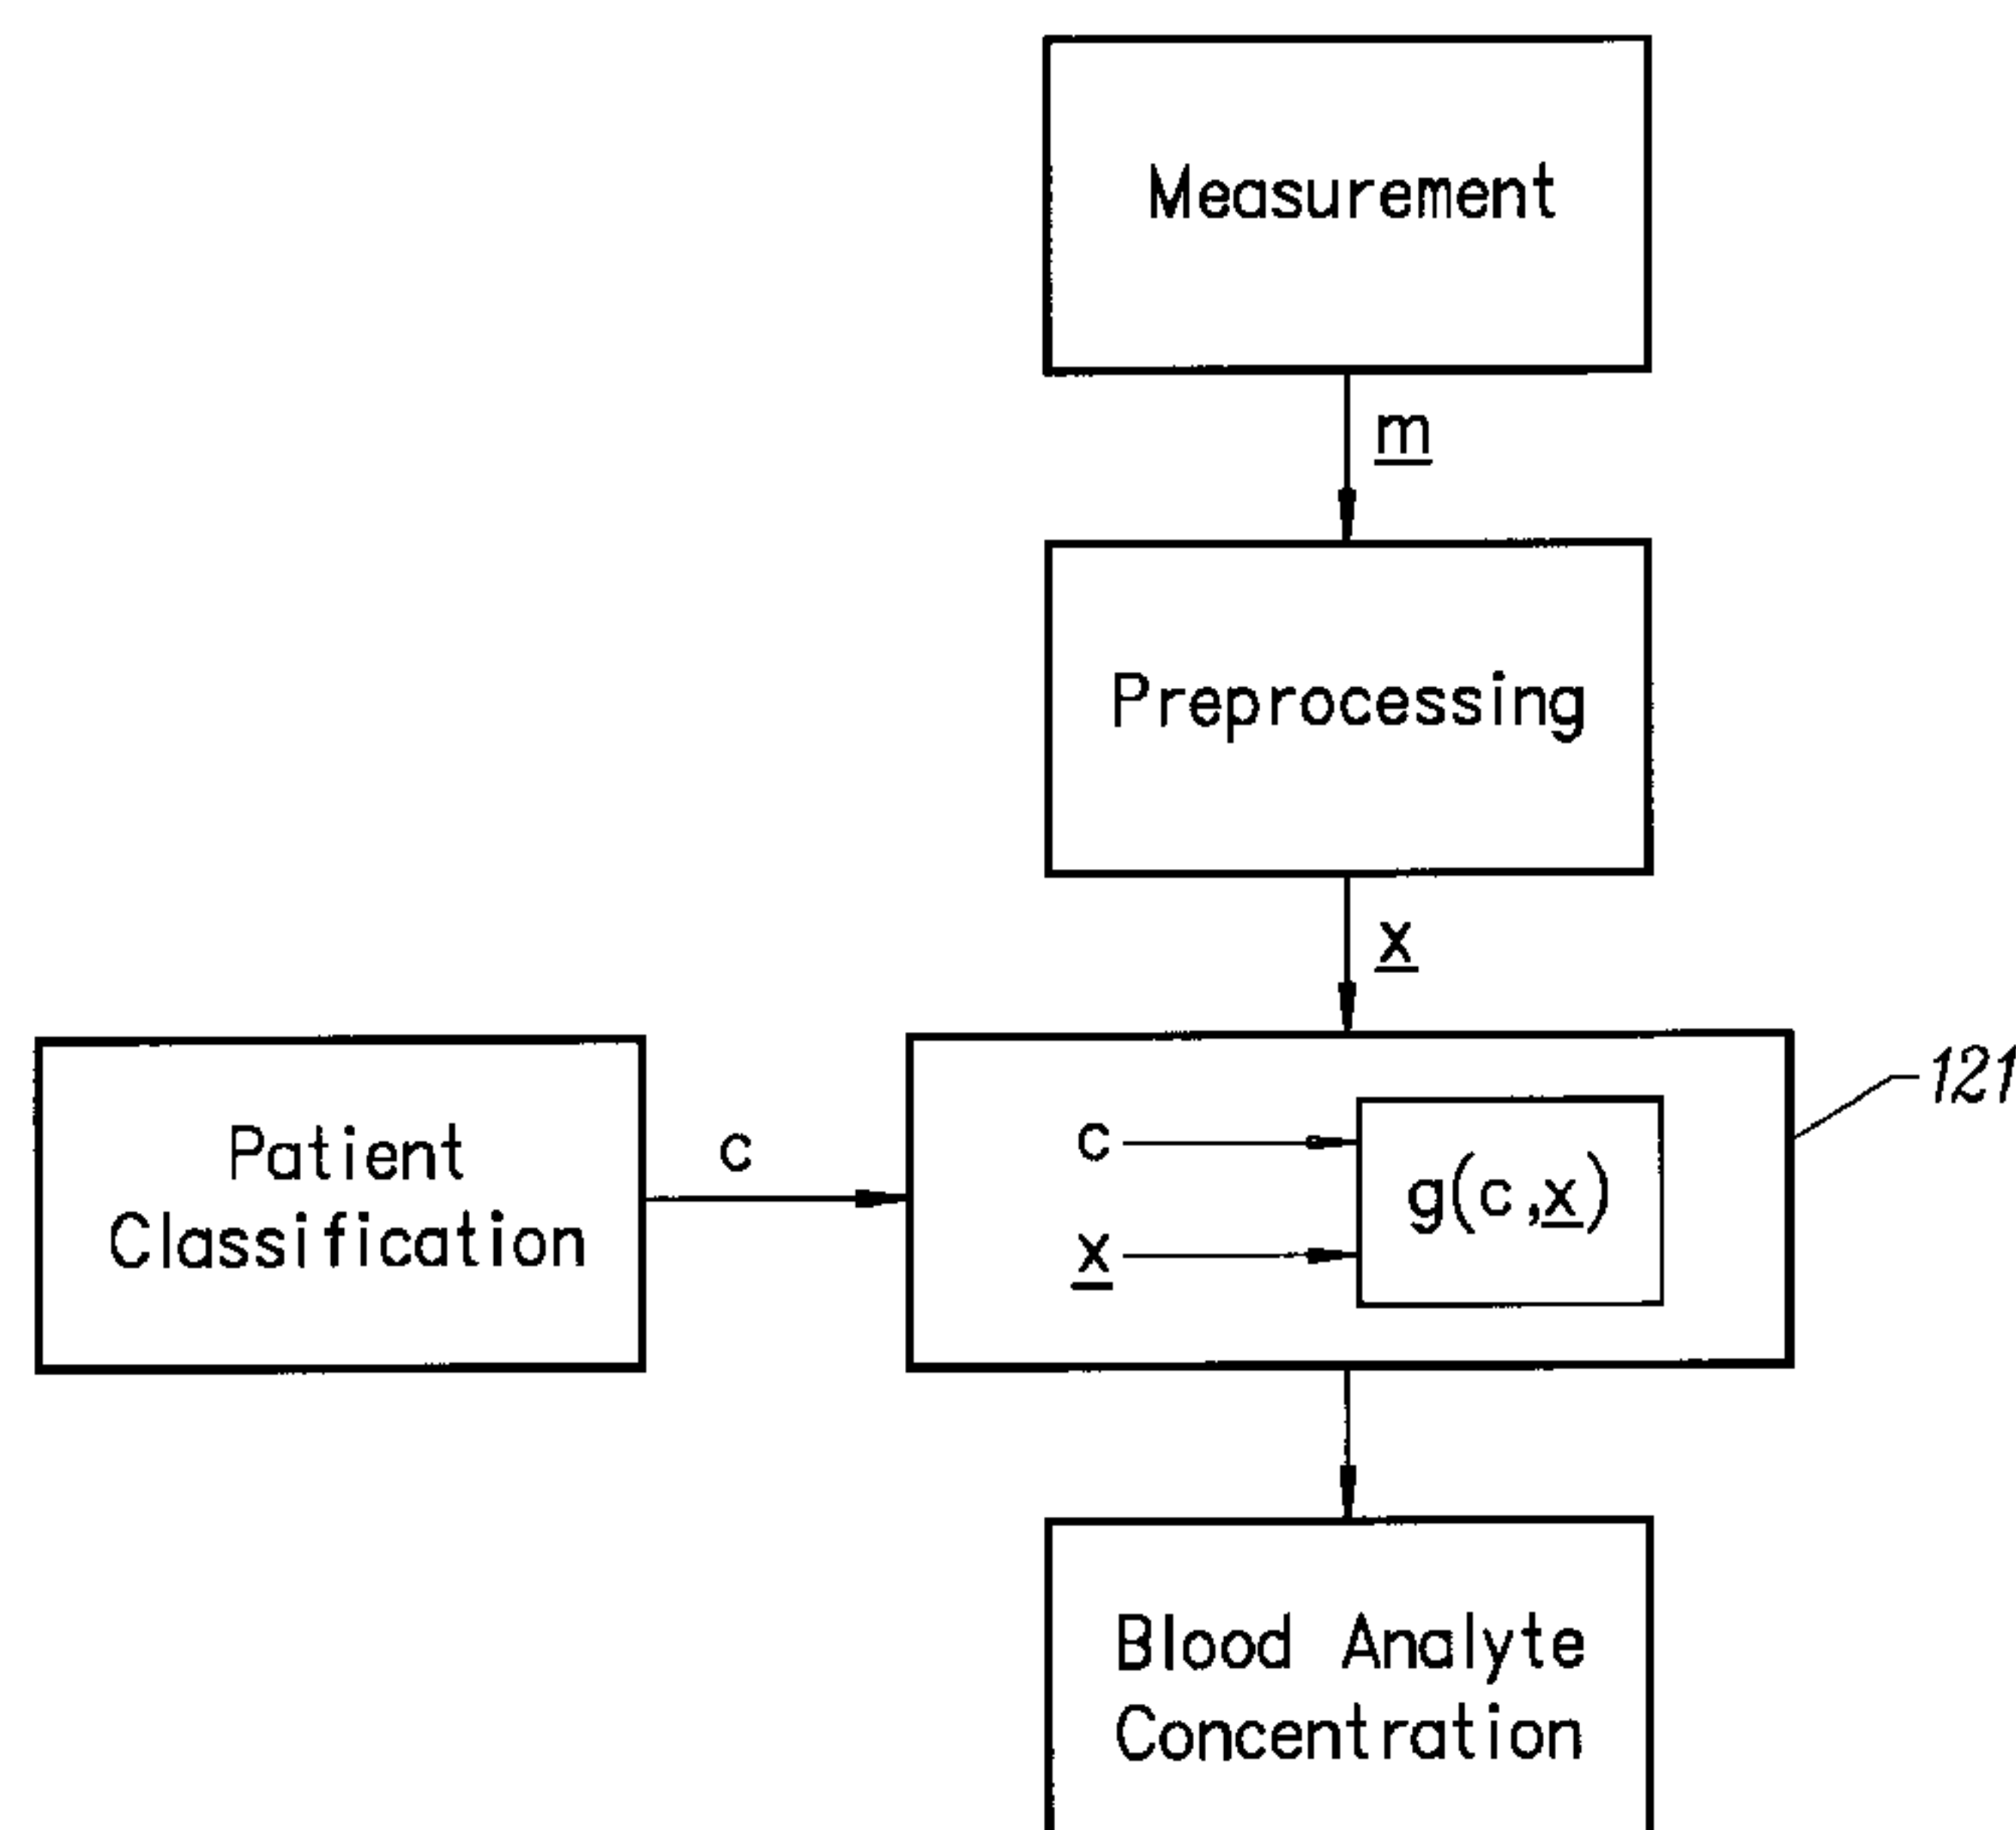 Measurement
m
Preprocessing
x
Patient
Classification
c
c
x
g(c,x)
121
Blood Analyte
Concentration